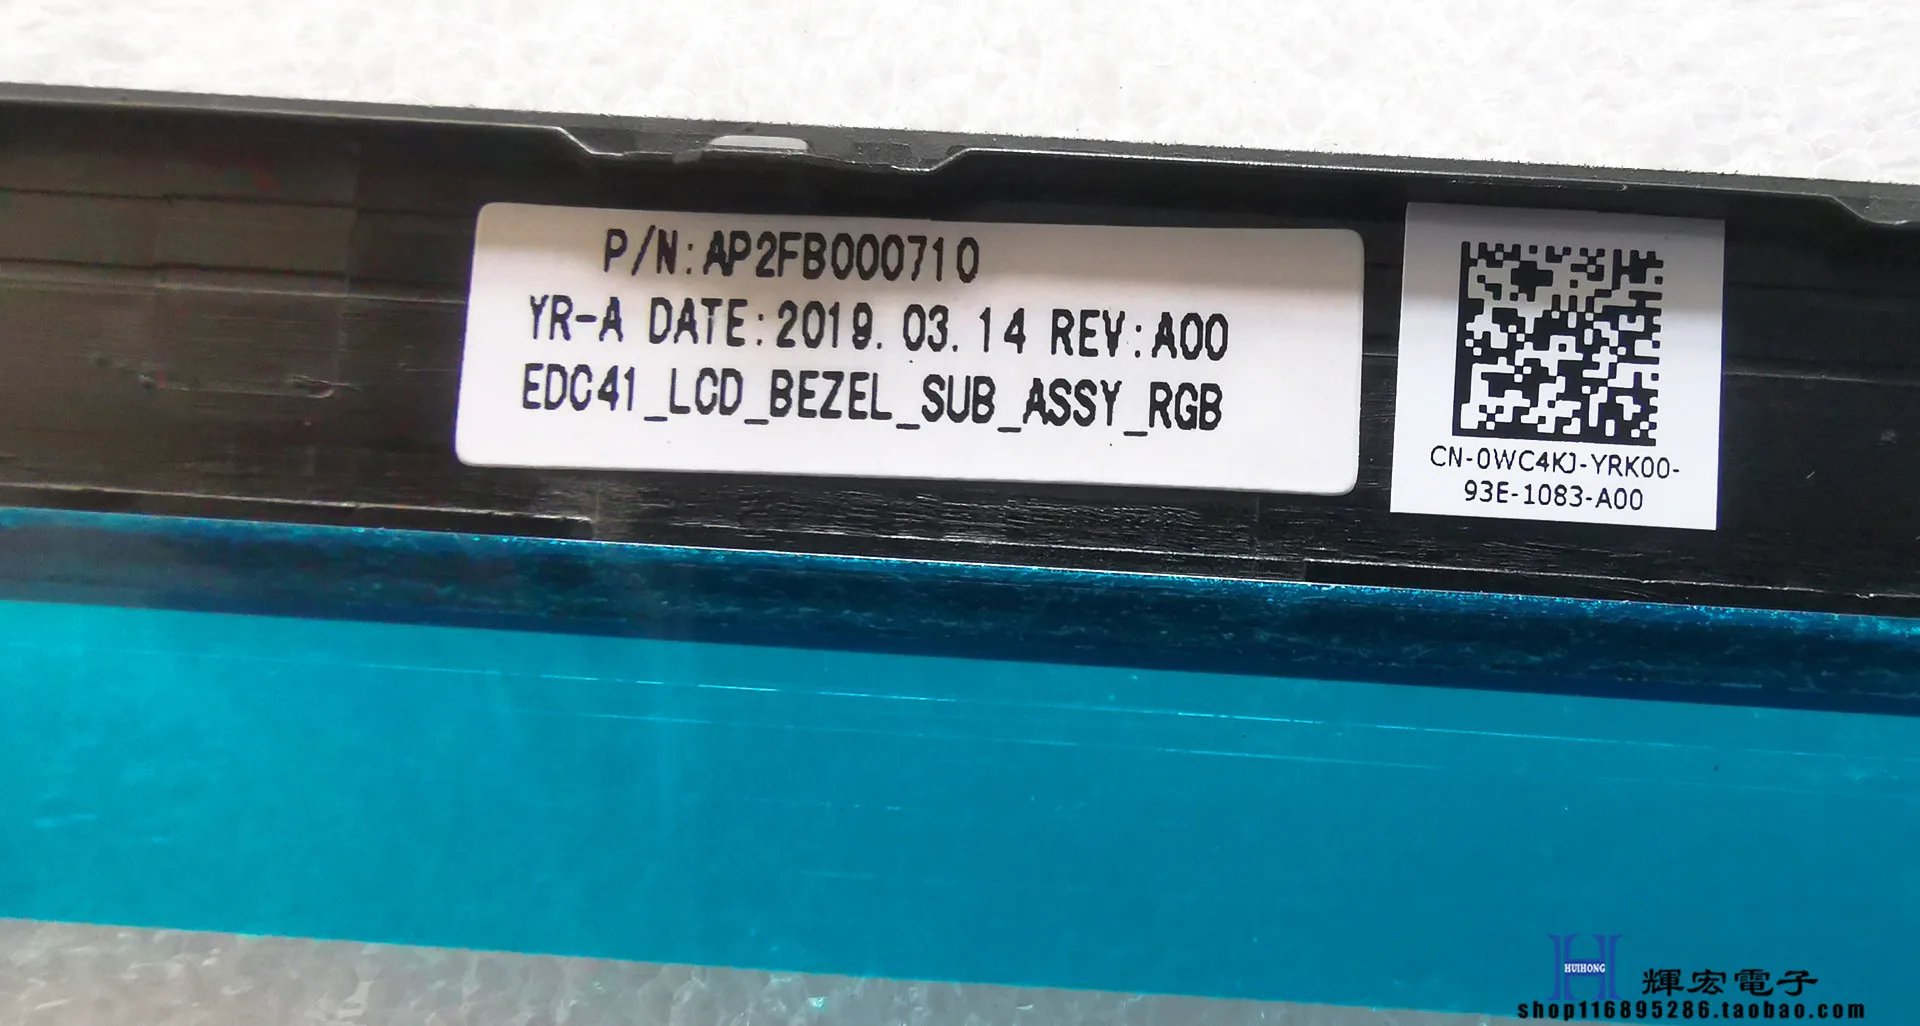 P/N:AP2FB000710
YR-A DATE:2019.03.14 REV:A00
EDC41_LCD_BEZEL_SUB_ASSY_RGB
CN-0WC4KJ-YRK00-
93E-1083-A00
HUIHONG
輝宏電子
shop116895286.taobao.com